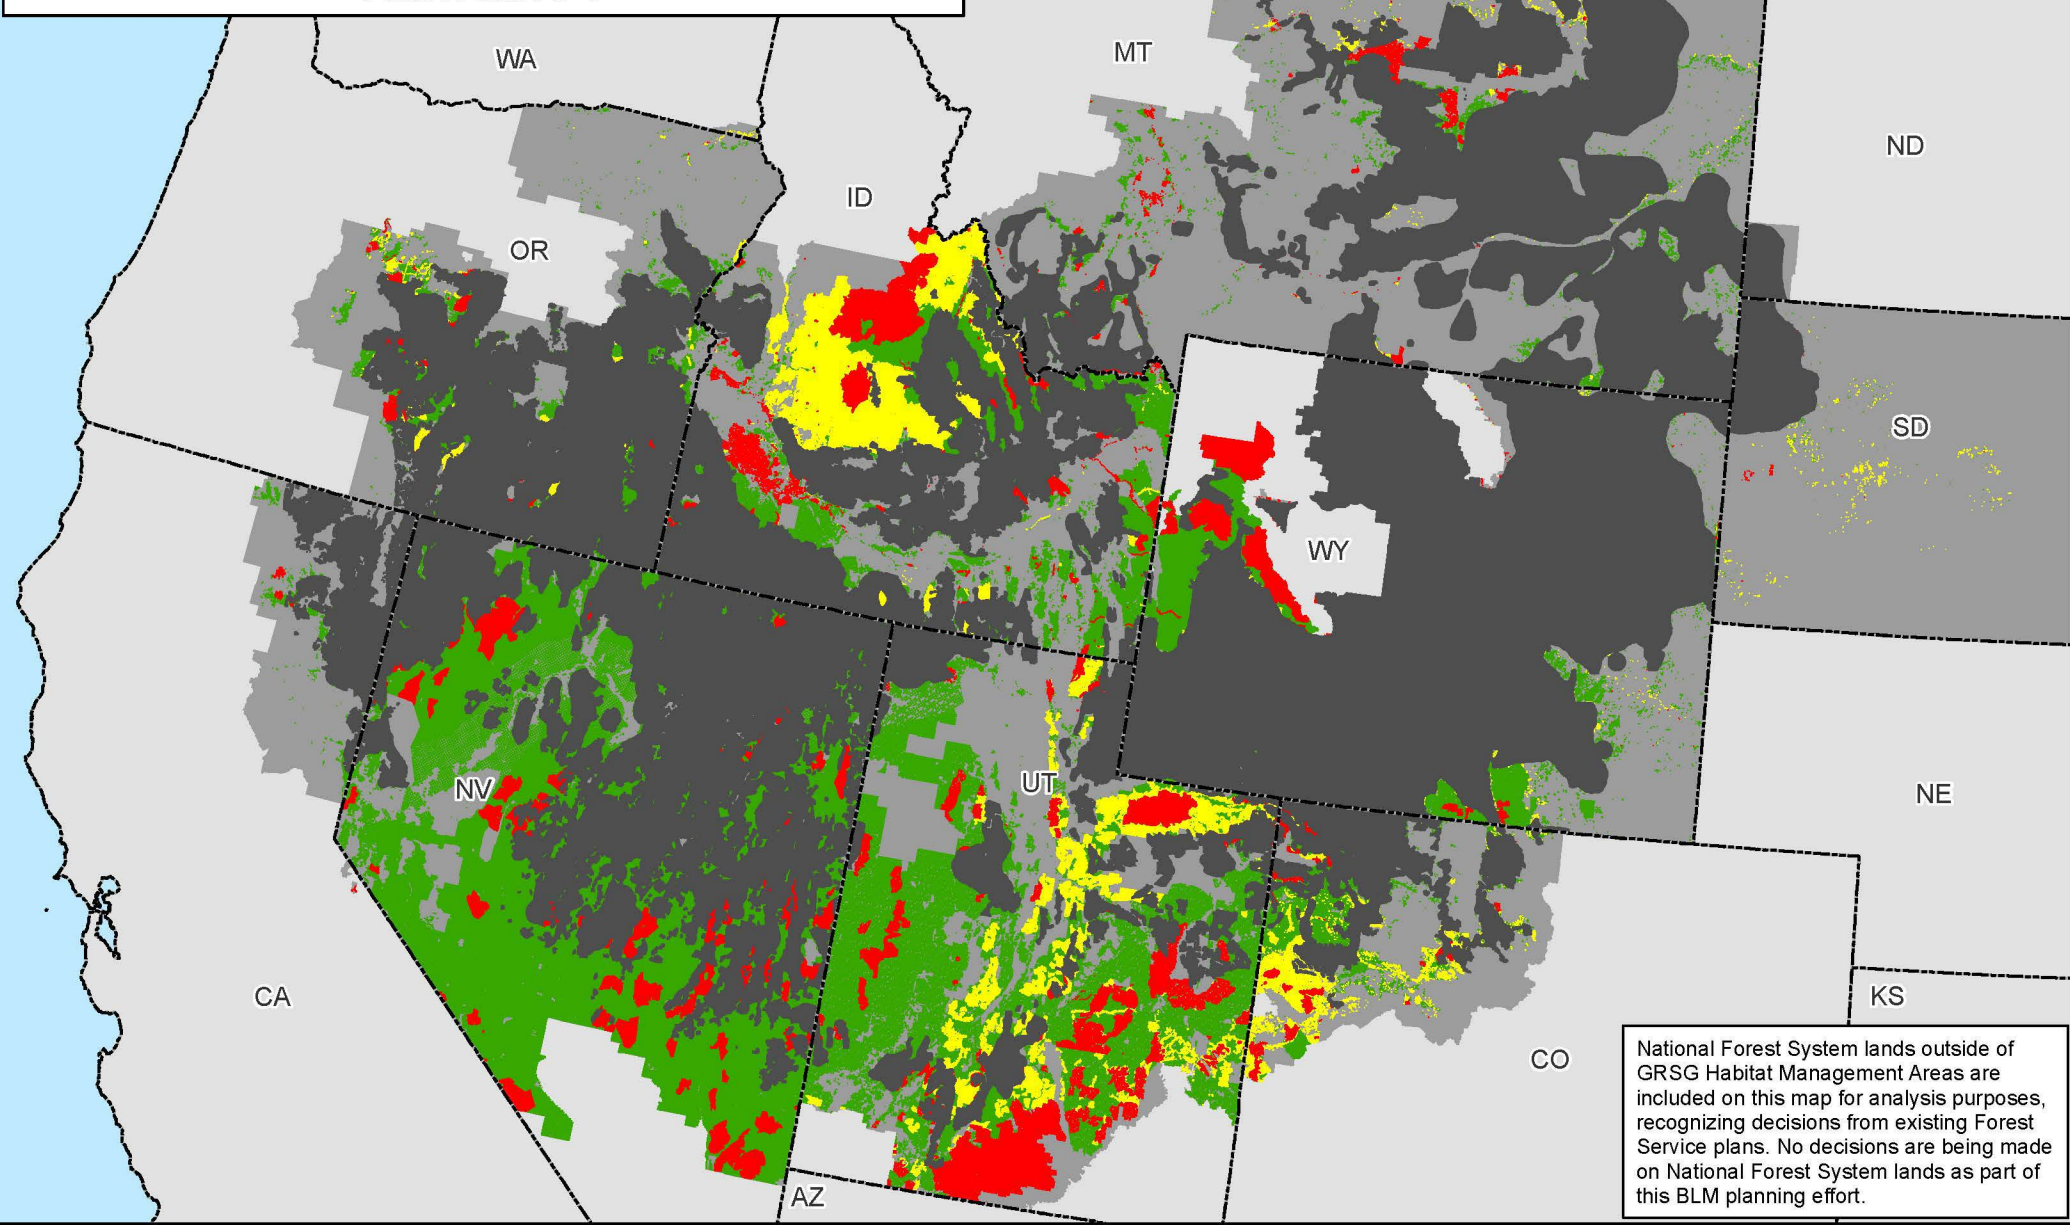 WA
MT
ND
ID
OR
SD
WY
NV
UT
NE
CA
KS
CO
AZ
National Forest System lands outside of
GRSG Habitat Management Areas are
included on this map for analysis purposes,
recognizing decisions from existing Forest
Service plans. No decisions are being made
on National Forest System lands as part of
this BLM planning effort.